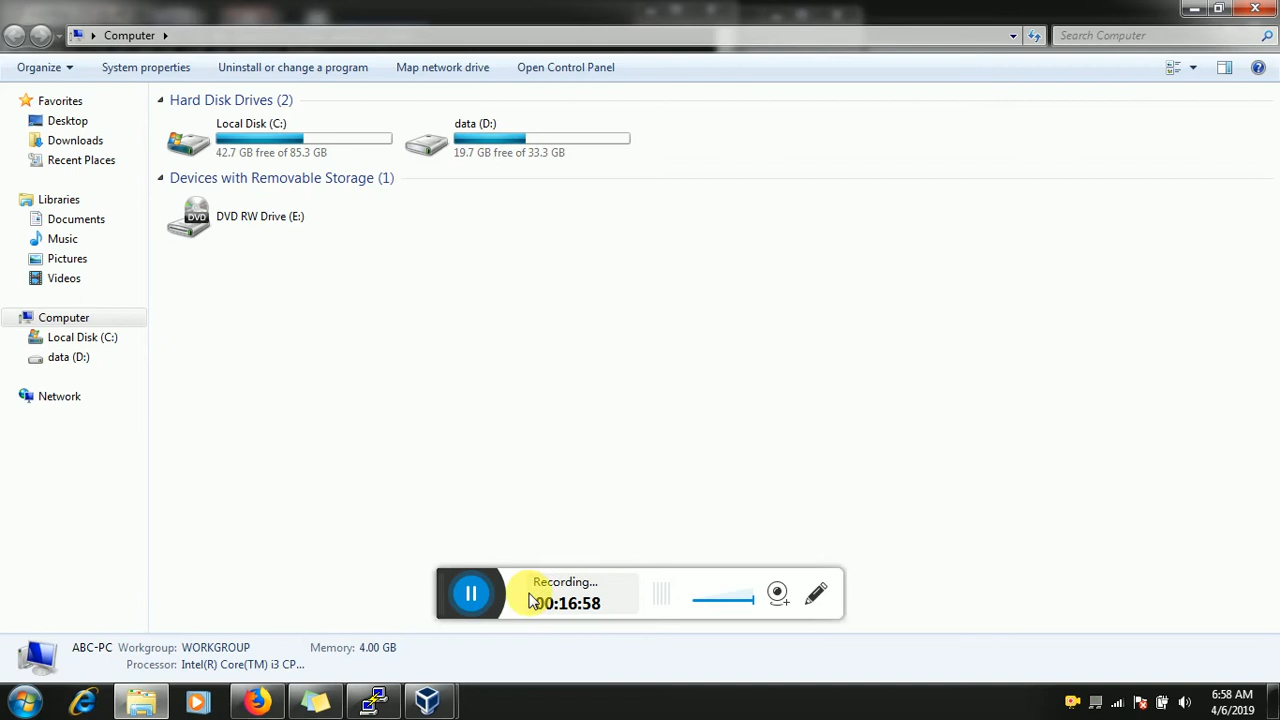 Computer
Search Computer
Organize
System properties
Uninstall or change a program
Map network drive
Open Control Panel
Favorites
Desktop
Downloads
Recent Places
Libraries
Documents
Music
Pictures
Videos
Computer
Local Disk (C:)
data (D:)
Network
Hard Disk Drives (2)
Local Disk (C:)
42.7 GB free of 85.3 GB
data (D:)
19.7 GB free of 33.3 GB
Devices with Removable Storage (1)
DVD
DVD RW Drive (E:)
Recording...
00:16:58
ABC-PC Workgroup: WORKGROUP Memory: 4.00 GB
Processor: Intel(R) Core(TM) i3 CP...
6:58 AM
4/6/2019